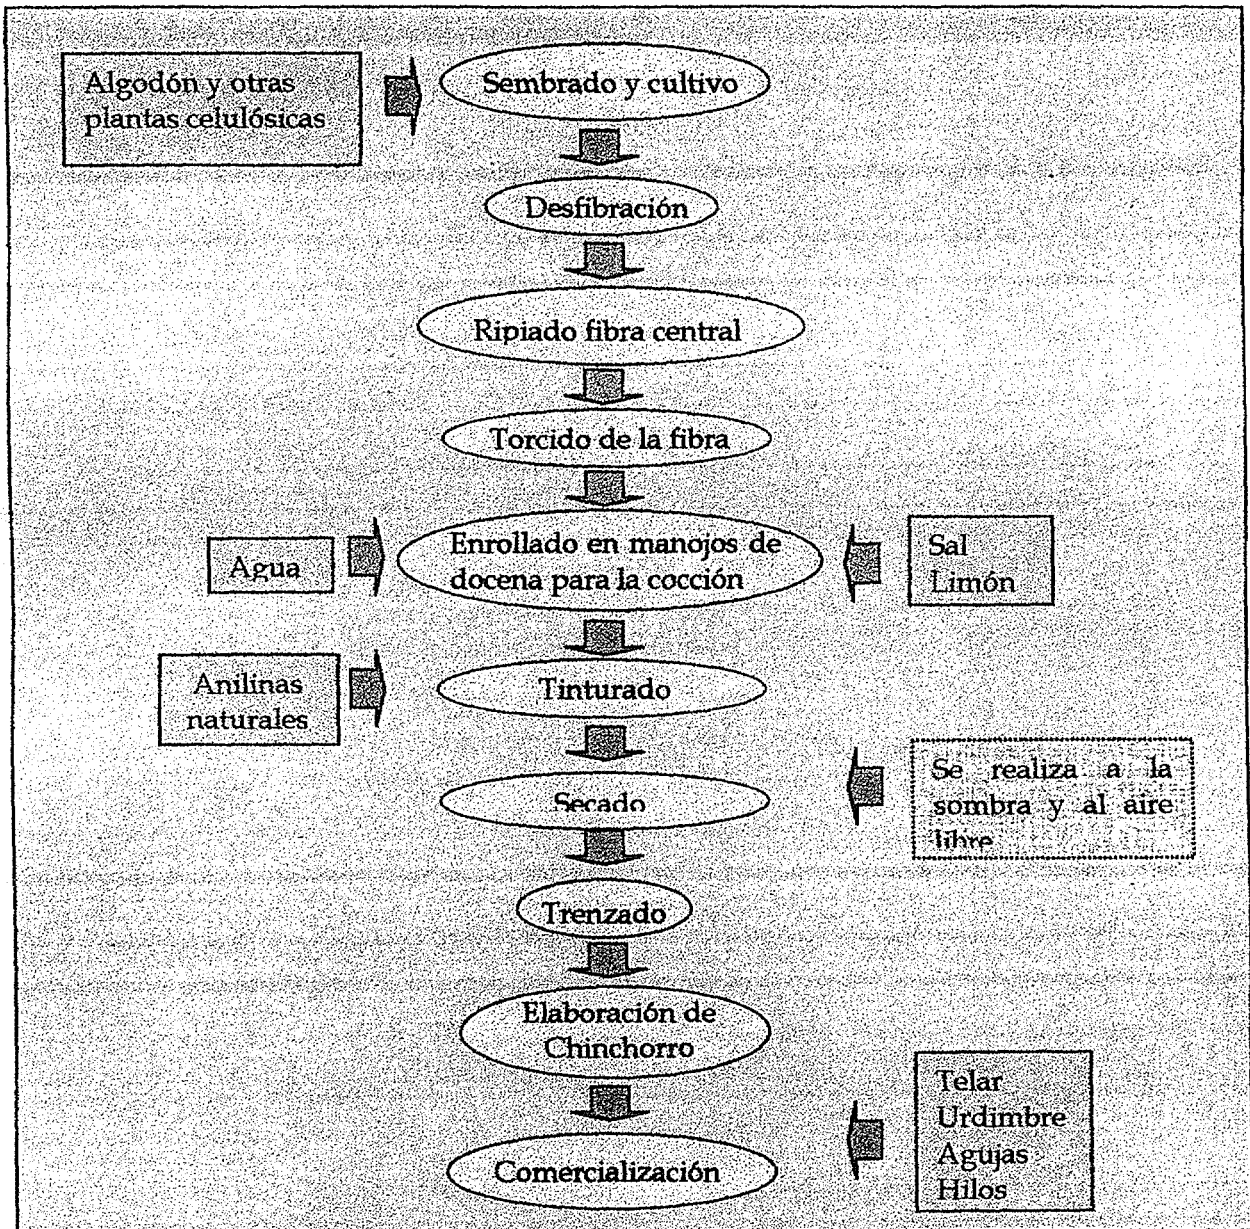 Algodón y otras
plantas celulósicas
Sembrado y cultivo
Desfibración
Ripiado fibra central
Torcido de la fibra
Agua
Enrollado en manojos de
docena para la cocción
Sal
Limón
Anilinas
naturales
Tinturado
Secado
Se realiza a la
sombra y al aire
libre
Trenzado
Elaboración de
Chinchorro
Telar
Urdimbre
Agujas
Hilos
Comercialización